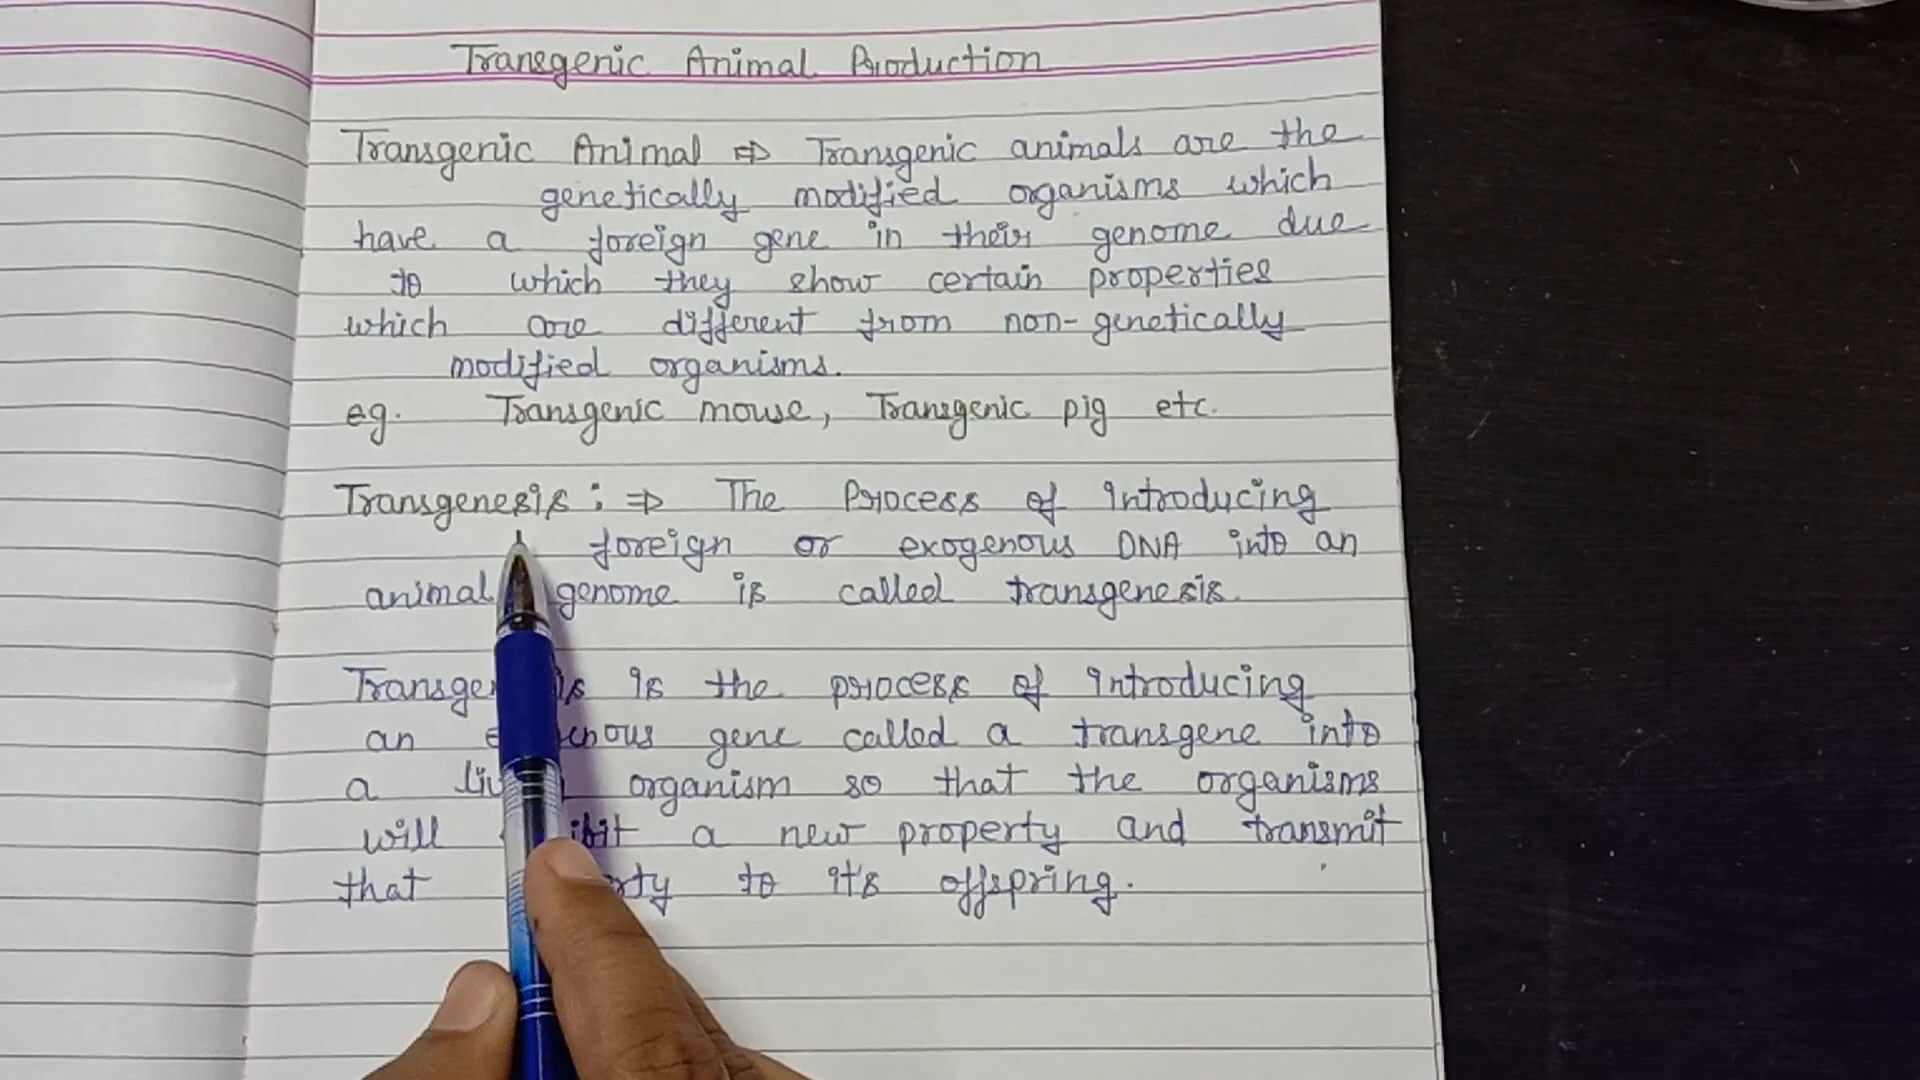 Transgenic Animal Production
Transgenic Animal ⇒ Transgenic animals are the
genetically modified organisms which
have a foreign gene in their genome due
to which they show certain properties
which are different from non-genetically
modified organisms.
eg. Transgenic mouse, Transgenic pig etc.
Transgenesis : ⇒ The Process of introducing
foreign or exogenous DNA into an
animal genome is called transgenesis.
is the process of introducing
an gene called a transgene into
a organism so that the organisms
will a new property and transmit
that to it's offspring.